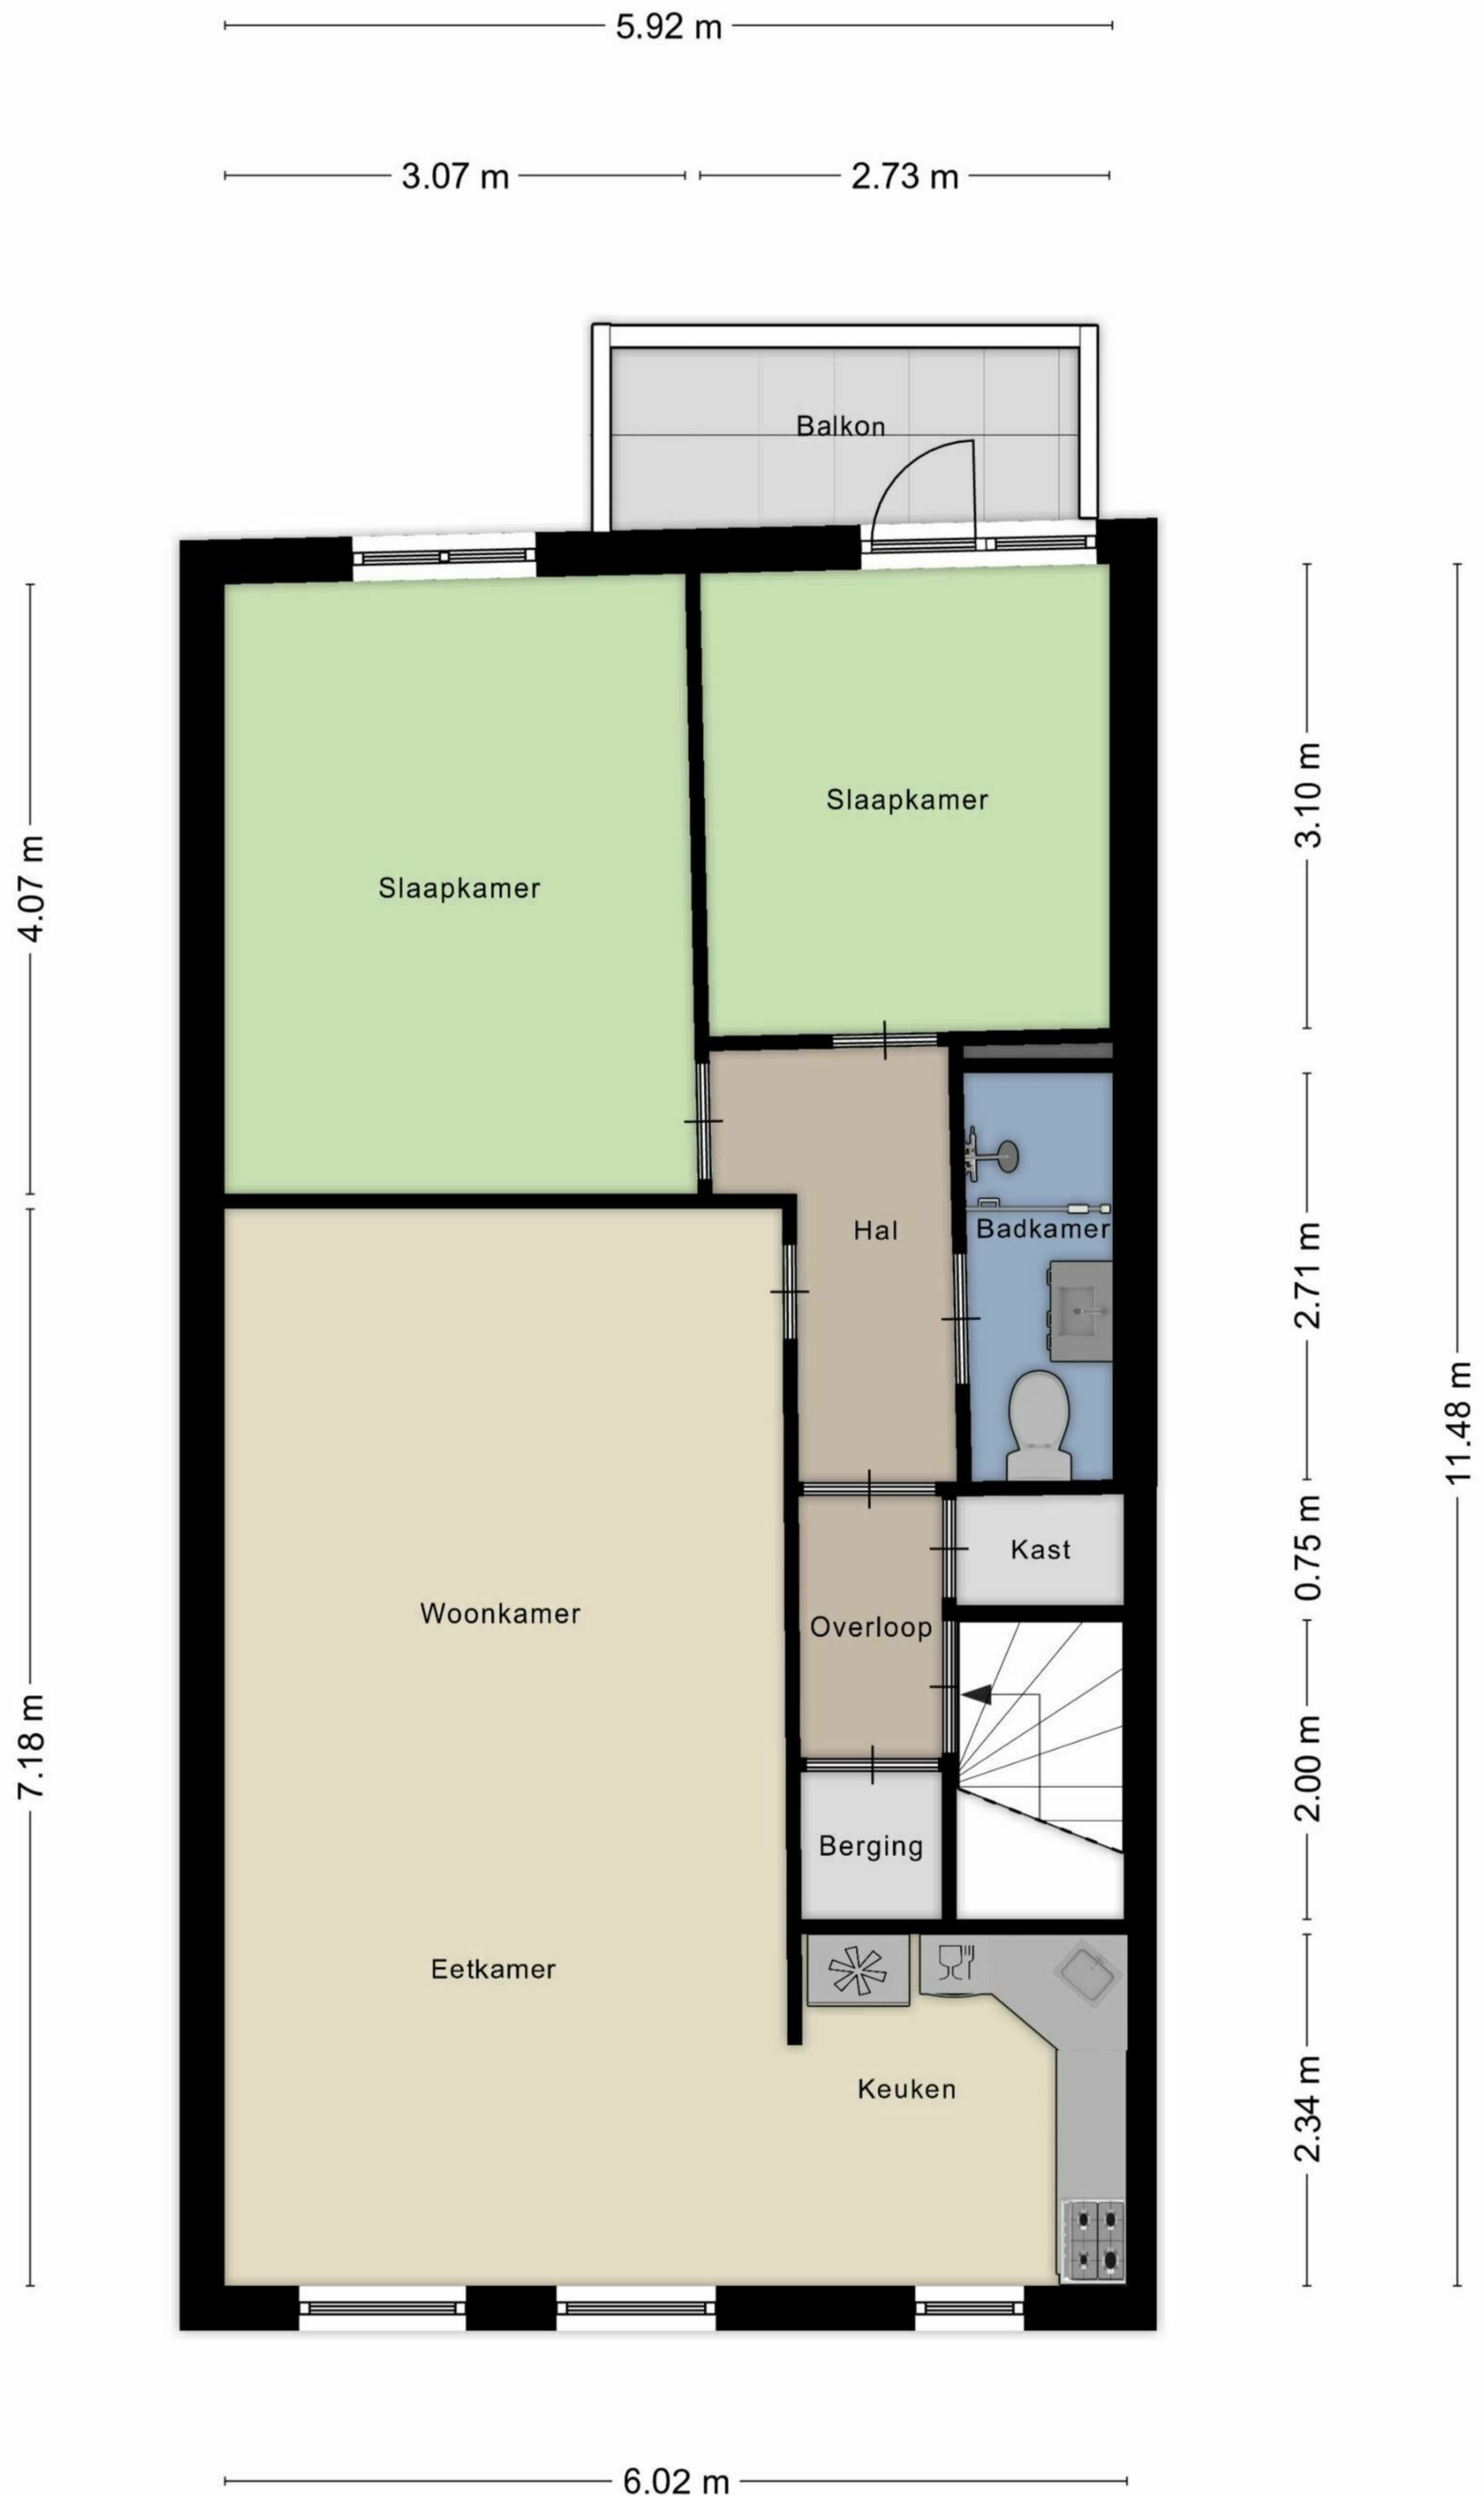 5.92 m
3.07 m
2.73 m
Balkon
Slaapkamer
Slaapkamer
3.10 m
4.07 m
Hal
Badkamer
2.71 m
11.48 m
Kast
0.75 m
Woonkamer
Overloop
7.18 m
2.00 m
Berging
Eetkamer
Keuken
2.34 m
6.02 m